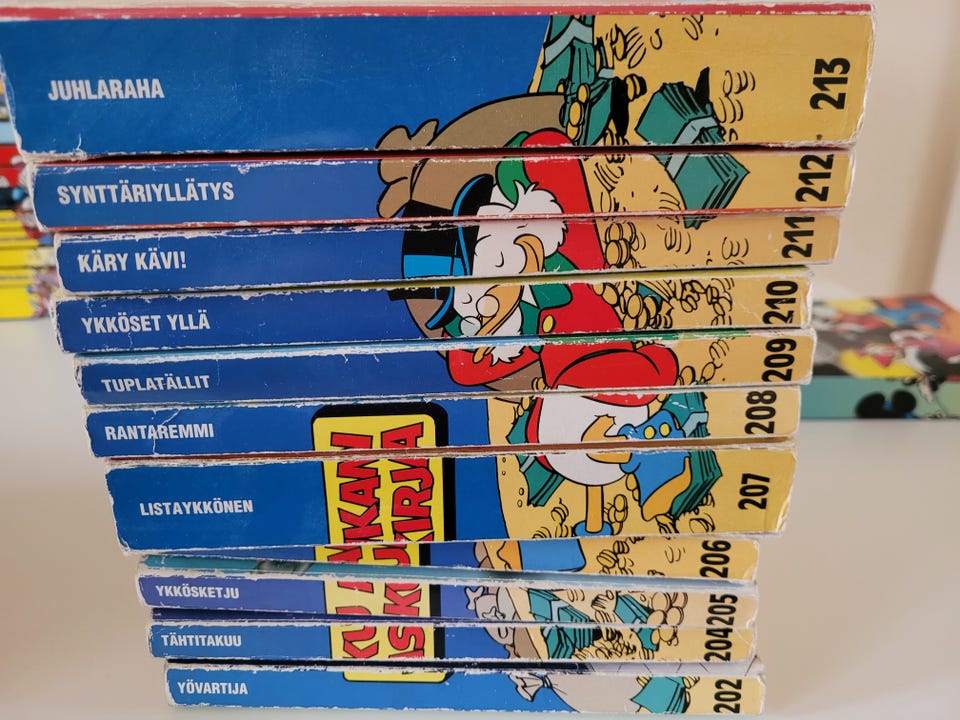 JUHLARAHA 213
SYNTTÄRIYLLÄTYS 212
KÄRY KÄVI! 211
YKKÖSET YLLÄ 210
TUPLATÄLLIT 209
RANTAREMMI 208
LISTAYKKÖNEN 207
206
YKKÖSKETJU 205
TÄHTITAKUU 204
YÖVARTIJA 202